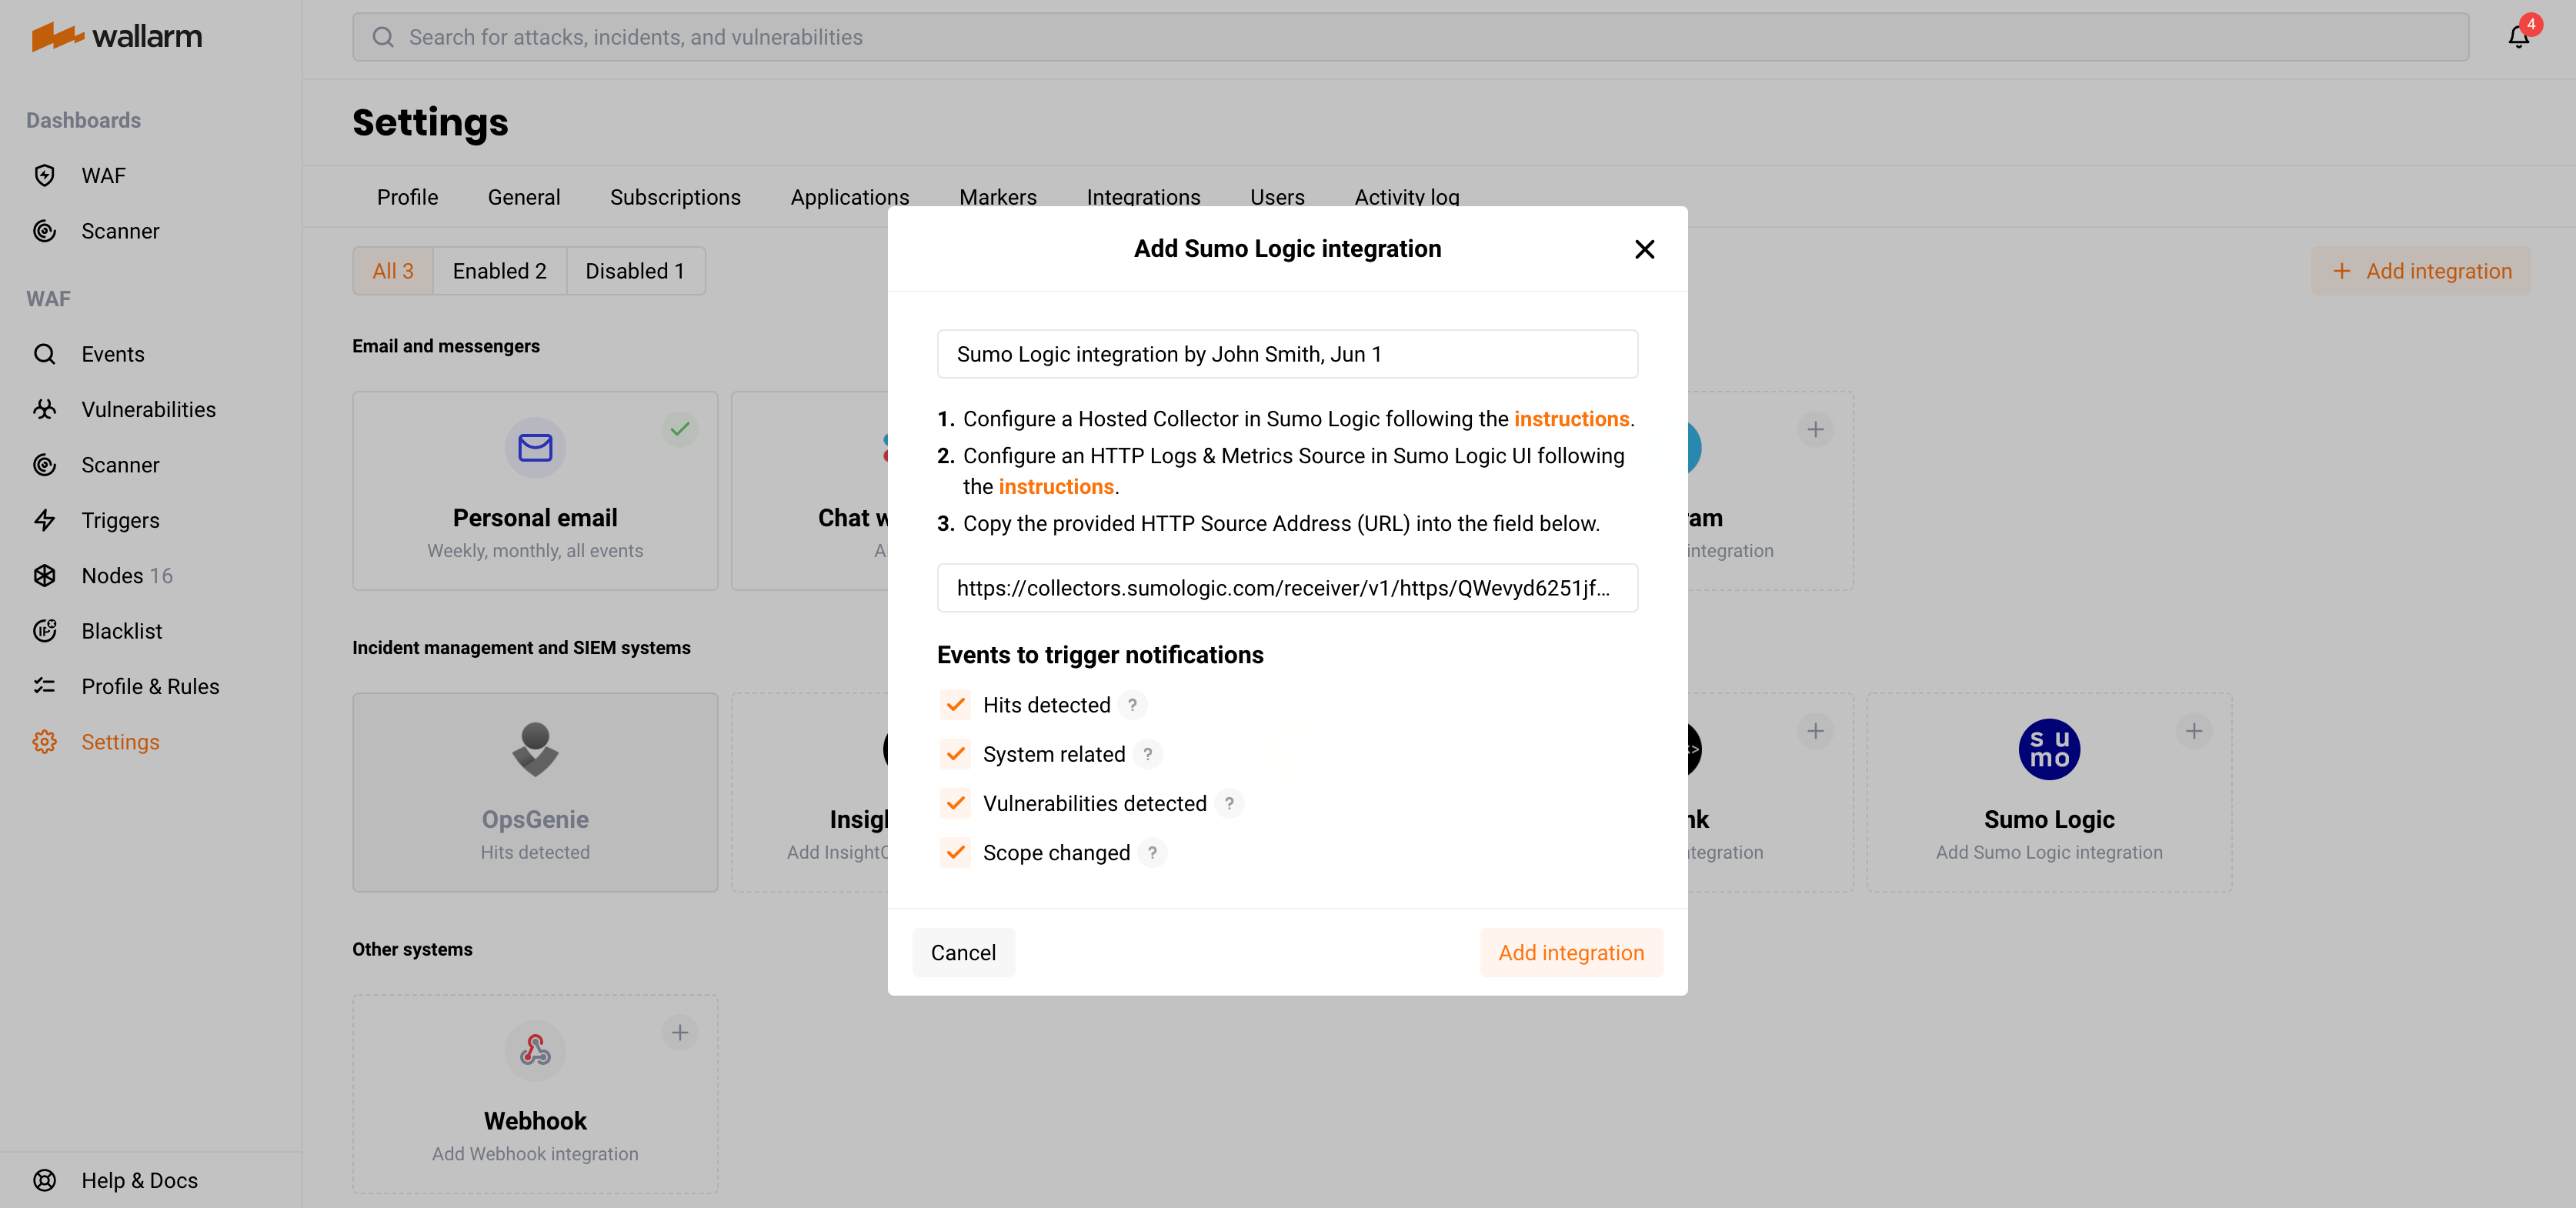 wallarm
Search for attacks, incidents, and vulnerabilities
4
Dashboards
WAF
Scanner
WAF
Events
Vulnerabilities
Scanner
Triggers
Nodes 16
Blacklist
Profile & Rules
Settings
Help & Docs
Settings
Profile General Subscriptions Applications Markers Integrations Users Activity log
All 3 Enabled 2 Disabled 1
Add integration
Email and messengers
Personal email
Weekly, monthly, all events
Chat
integration
Incident management and SIEM systems
OpsGenie
Hits detected
Add
Sumo Logic
Add Sumo Logic integration
su
mo
Other systems
Webhook
Add Webhook integration
Add Sumo Logic integration
Sumo Logic integration by John Smith, Jun 1
1. Configure a Hosted Collector in Sumo Logic following the instructions.
2. Configure an HTTP Logs & Metrics Source in Sumo Logic UI following
the instructions.
3. Copy the provided HTTP Source Address (URL) into the field below.
https://collectors.sumologic.com/receiver/v1/https/QWevyd6251jf...
Events to trigger notifications
Hits detected ?
System related ?
Vulnerabilities detected ?
Scope changed ?
Cancel
Add integration